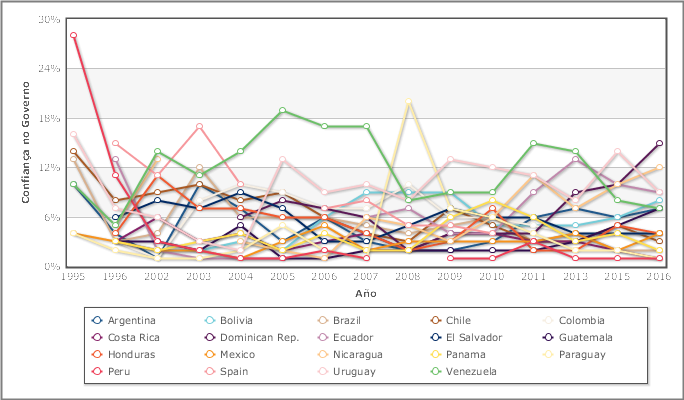 30%
24%
18%
12%
6%
0%
Confiança no Governo
1995 1996 2002 2003 2004 2005 2006 2007 2008 2009 2010 2011 2013 2015 2016
Año
Argentina Bolivia Brazil Chile Colombia
Costa Rica Dominican Rep. Ecuador El Salvador Guatemala
Honduras Mexico Nicaragua Panama Paraguay
Peru Spain Uruguay Venezuela